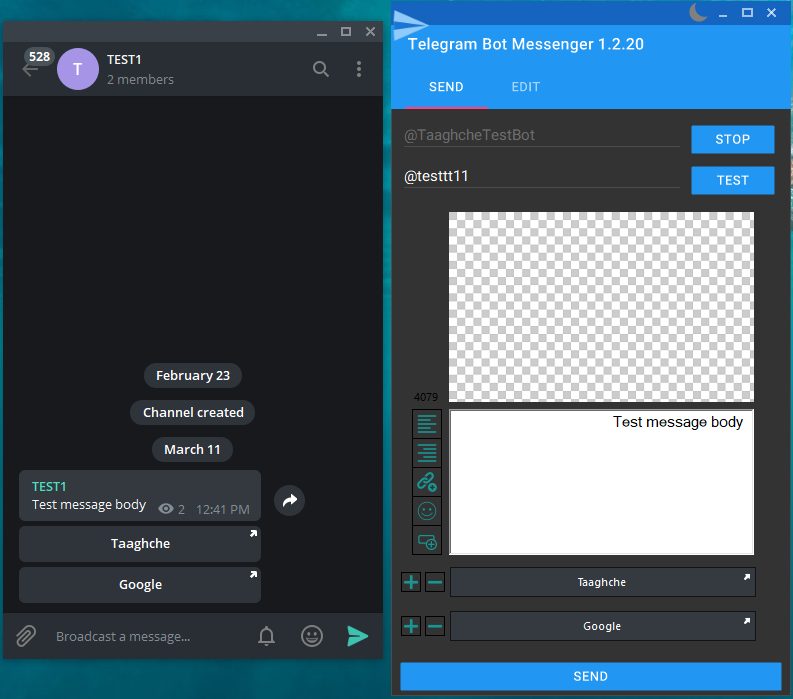 528
T
TEST1
2 members
February 23
Channel created
March 11
TEST1
Test message body 2 12:41 PM
Taaghche
Google
Broadcast a message...
Telegram Bot Messenger 1.2.20
SEND EDIT
@TaaghcheTestBot STOP
@testtt11 TEST
4079
Test message body
Taaghche
Google
SEND